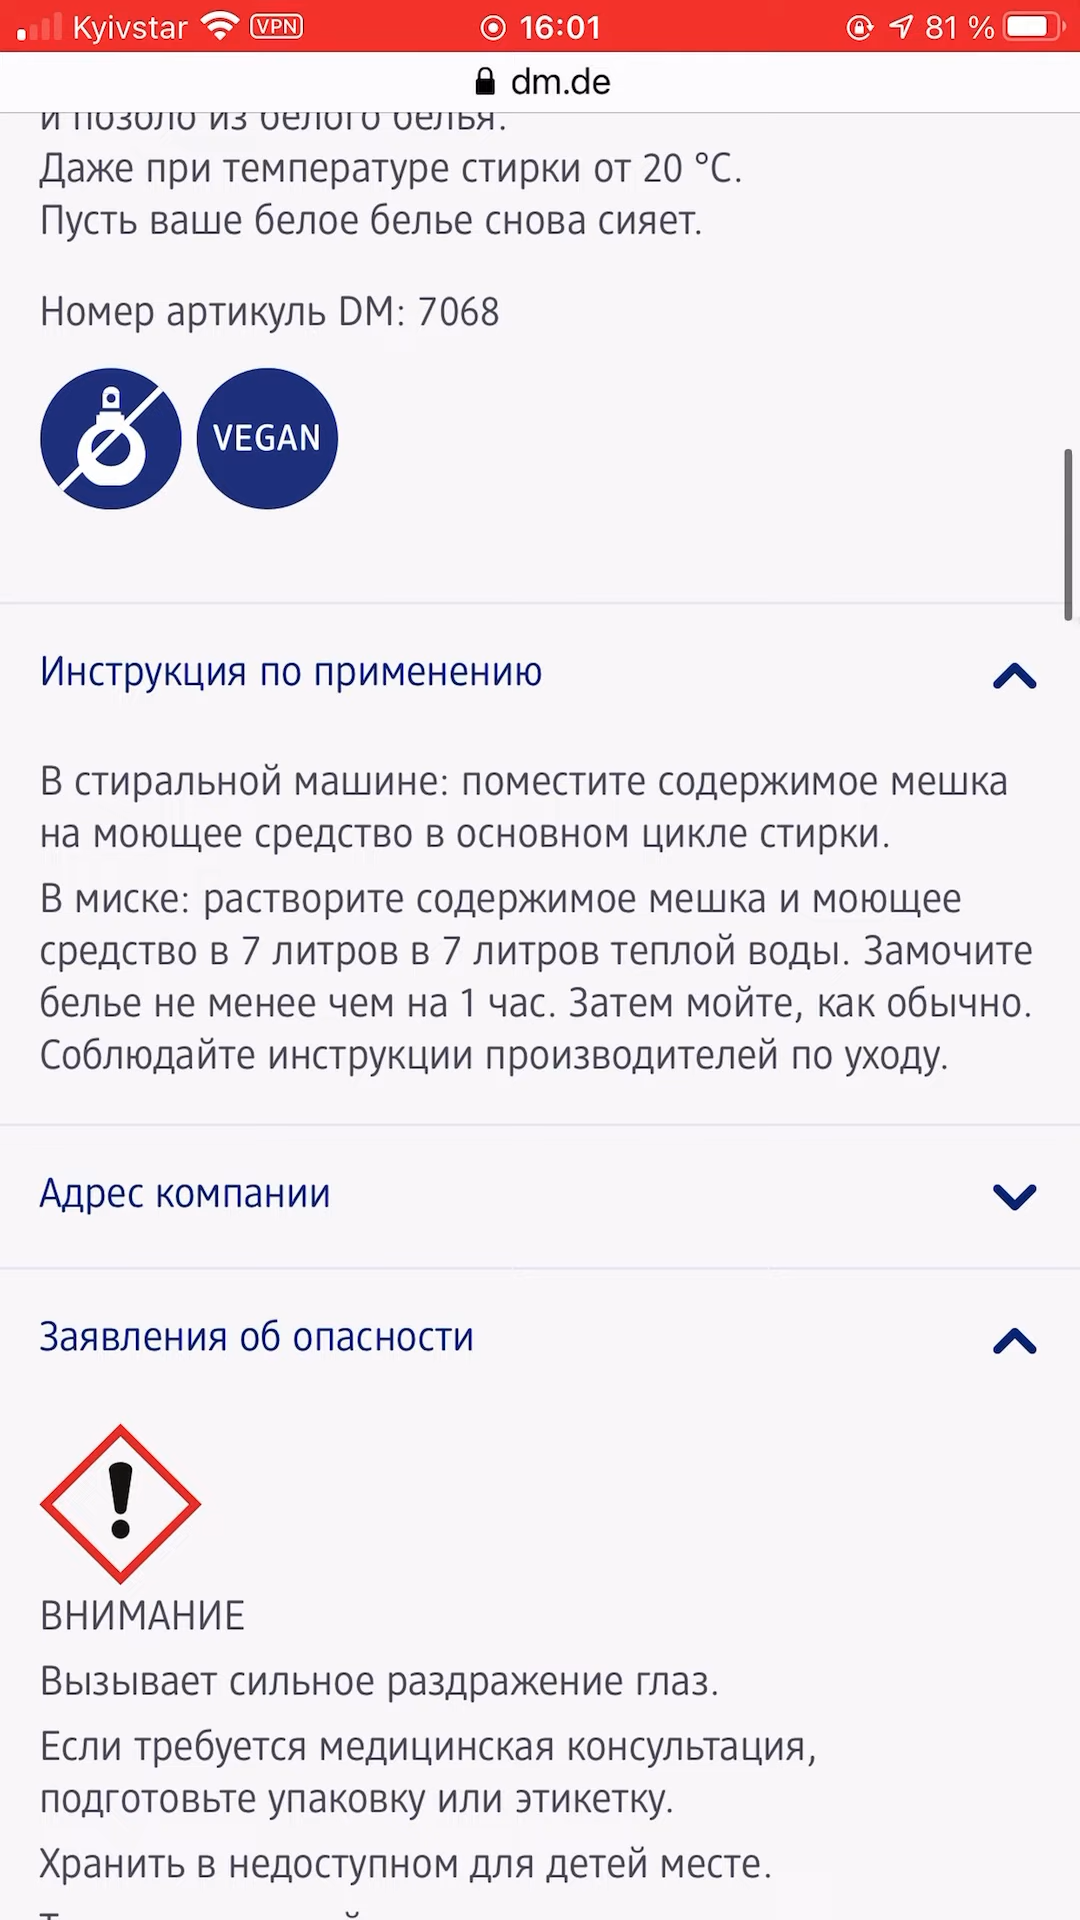 Kyivstar VPN 16:01 81 %
dm.de
и позоло из белого белья.
Даже при температуре стирки от 20 °C.
Пусть ваше белое белье снова сияет.
Номер артикуль DM: 7068
VEGAN
Инструкция по применению
В стиральной машине: поместите содержимое мешка
на моющее средство в основном цикле стирки.
В миске: растворите содержимое мешка и моющее
средство в 7 литров в 7 литров теплой воды. Замочите
белье не менее чем на 1 час. Затем мойте, как обычно.
Соблюдайте инструкции производителей по уходу.
Адрес компании
Заявления об опасности
ВНИМАНИЕ
Вызывает сильное раздражение глаз.
Если требуется медицинская консультация,
подготовьте упаковку или этикетку.
Хранить в недоступном для детей месте.